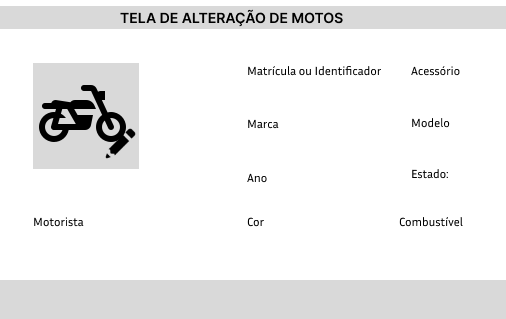 TELA DE ALTERAÇÃO DE MOTOS
Matrícula ou Identificador
Acessório
Marca
Modelo
Ano
Estado:
Motorista
Cor
Combustível